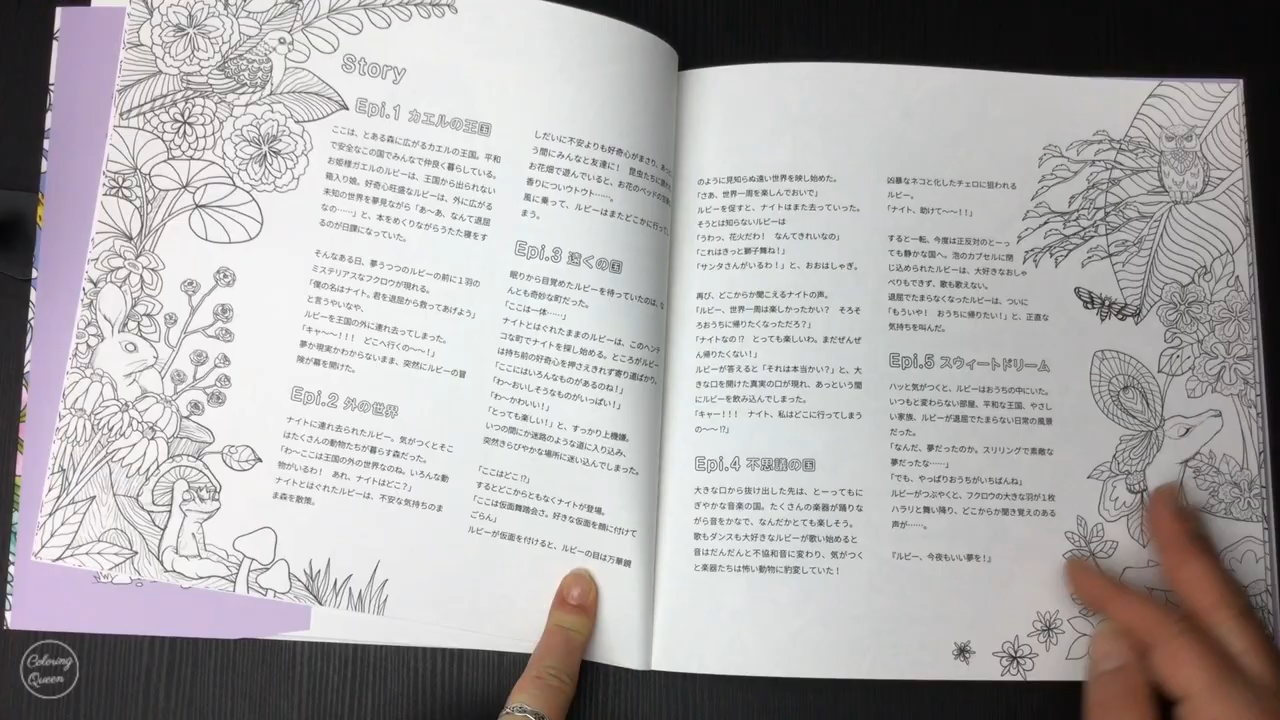 Story
Epi.1 カエルの王国
ここは、とある森に広がるカエルの王国。平和
で安全なこの国でみんなで仲良く暮らしている。
お姫様ガエルのルビーは、王国から出られない
箱入り娘。好奇心旺盛なルビーは、外に広がる
未知の世界を夢見ながら「あ〜あ、なんて退屈
なの……」と、本をめくりながらうたた寝をす
るのが日課になっていた。
そんなある日、夢うつつのルビーの前に１羽の
ミステリアスなフクロウが現れる。
「僕の名はナイト。君を退屈から救ってあげよう」
と言うやいなや、
ルビーを王国の外に連れ去ってしまった。
「キャ〜！！！ どこへ行くの〜〜！」
夢か現実かわからないまま、突然にルビーの冒
険が幕を開けた。
Epi.2 外の世界
ナイトに連れ去られたルビー。気がつくとそこ
はたくさんの動物たちが暮らす森だった。
「わ〜ここは王国の外の世界なのね。いろんな動
物がいるわ！ あれ、ナイトはどこ？」
ナイトとはぐれたルビーは、不安な気持ちのま
ま森を散策。
しだいに不安よりも好奇心がまさり、あっ
う間にみんなと友達に！ 昆虫たちに
お花畑で遊んでいると、お花のベッドの
香りについウトウト……。
風に乗って、ルビーはまたどこかに行って
まう。
Epi.3 遠くの国
眠りから目覚めたルビーを待っていたのは、な
んとも奇妙な町だった。
「ここは一体……」
ナイトとはぐれたままのルビーは、このヘンテ
コな町でナイトを探し始める。ところがルビー
は持ち前の好奇心を押さえきれず寄り道ばかり。
「ここにはいろんなものがあるのね！」
「わ〜おいしそうなものがいっぱい！」
「わ〜かわいい！」
「とっても楽しい！」と、すっかり上機嫌。
いつの間にか迷路のような道に入り込み、
突然きらびやかな場所に迷い込んでしまった。
「ここはどこ!?」
するとどこからともなくナイトが登場。
「ここは仮面舞踏会さ。好きな仮面を顔に付けて
ごらん」
ルビーが仮面を付けると、ルビーの目は万華鏡
のように見知らぬ遠い世界を映し始めた。
「さあ、世界一周を楽しんでおいで」
ルビーを促すと、ナイトはまた去っていった。
そうとは知らないルビーは
「うわっ、花火だわ！ なんてきれいなの」
「これはきっと獅子舞ね！」
「サンタさんがいるわ！」と、おおはしゃぎ。
再び、どこからか聞こえるナイトの声。
「ルビー、世界一周は楽しかったかい？ そろそ
ろおうちに帰りたくなっただろ？」
「ナイトなの!? とっても楽しいわ。まだぜんぜ
ん帰りたくない！」
ルビーが答えると「それは本当かい？」と、大
きな口を開けた真実の口が現れ、あっという間
にルビーを飲み込んでしまった。
「キャー！！！ ナイト、私はどこに行ってしまう
の〜〜!?」
Epi.4 不思議の国
大きな口から抜け出した先は、とーってもに
ぎやかな音楽の国。たくさんの楽器が踊りな
がら音をかなで、なんだかとても楽しそう。
歌もダンスも大好きなルビーが歌い始めると
音はだんだんと不協和音に変わり、気がつく
と楽器たちは怖い動物に豹変していた！
凶暴なネコと化したチェロに狙われる
ルビー。
「ナイト、助けて〜〜！！」
すると一転、今度は正反対のとーっ
ても静かな国へ。泡のカプセルに閉
じ込められたルビーは、大好きなおしゃ
べりもできず、歌も歌えない。
退屈でたまらなくなったルビーは、ついに
「もういや！ おうちに帰りたい！」と、正直な
気持ちを叫んだ。
Epi.5 スウィートドリーム
ハッと気がつくと、ルビーはおうちの中にいた。
いつもと変わらない部屋、平和な王国、やさし
い家族、ルビーが退屈でたまらない日常の風景
だった。
「なんだ、夢だったのか。スリリングで素敵な
夢だったな……」
「でも、やっぱりおうちがいちばんね」
ルビーがつぶやくと、フクロウの大きな羽が１枚
ハラリと舞い降り、どこからか聞き覚えのある
声が……。
『ルビー、今夜もいい夢を！』
Coloring
Queen